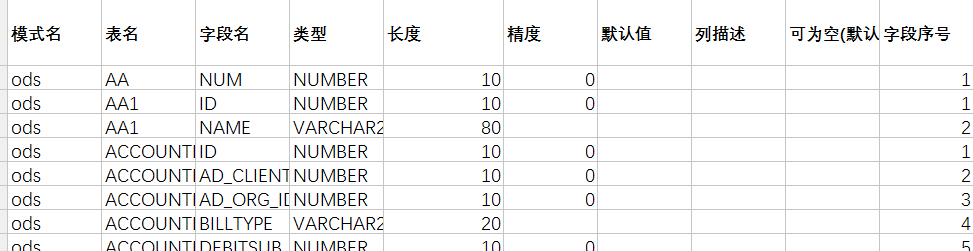 模式名 表名 字段名 类型 长度 精度 默认值 列描述 可为空(默认 字段序号
ods AA NUM NUMBER 10 0 1
ods AA1 ID NUMBER 10 0 1
ods AA1 NAME VARCHAR2 80 2
ods ACCOUNTI ID NUMBER 10 0 1
ods ACCOUNTI AD_CLIENT NUMBER 10 0 2
ods ACCOUNTI AD_ORG_ID NUMBER 10 0 3
ods ACCOUNTI BILLTYPE VARCHAR2 20 4
ods ACCOUNTI DEBITSUB NUMBER 10 0 5